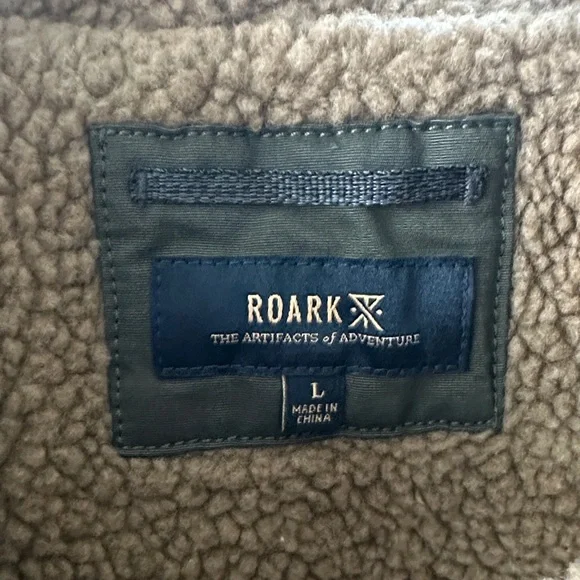 ROARK
THE ARTIFACTS of ADVENTURE
L
MADE IN
CHINA